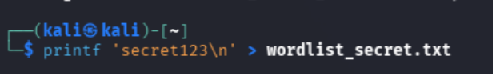 ┌──(kali㉿kali)-[~]
└─$ printf 'secret123\n' > wordlist_secret.txt